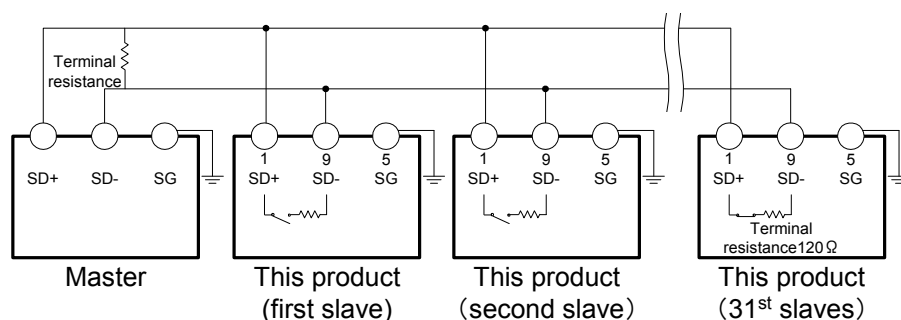 Terminal
resistance
1 9 5
1 9 5
1 9 5
SD+ SD- SG
SD+ SD- SG
SD+ SD- SG
SD+ SD- SG
Terminal
resistance120Ω
Master
This product
(first slave)
This product
（second slave）
This product
（31st slaves）